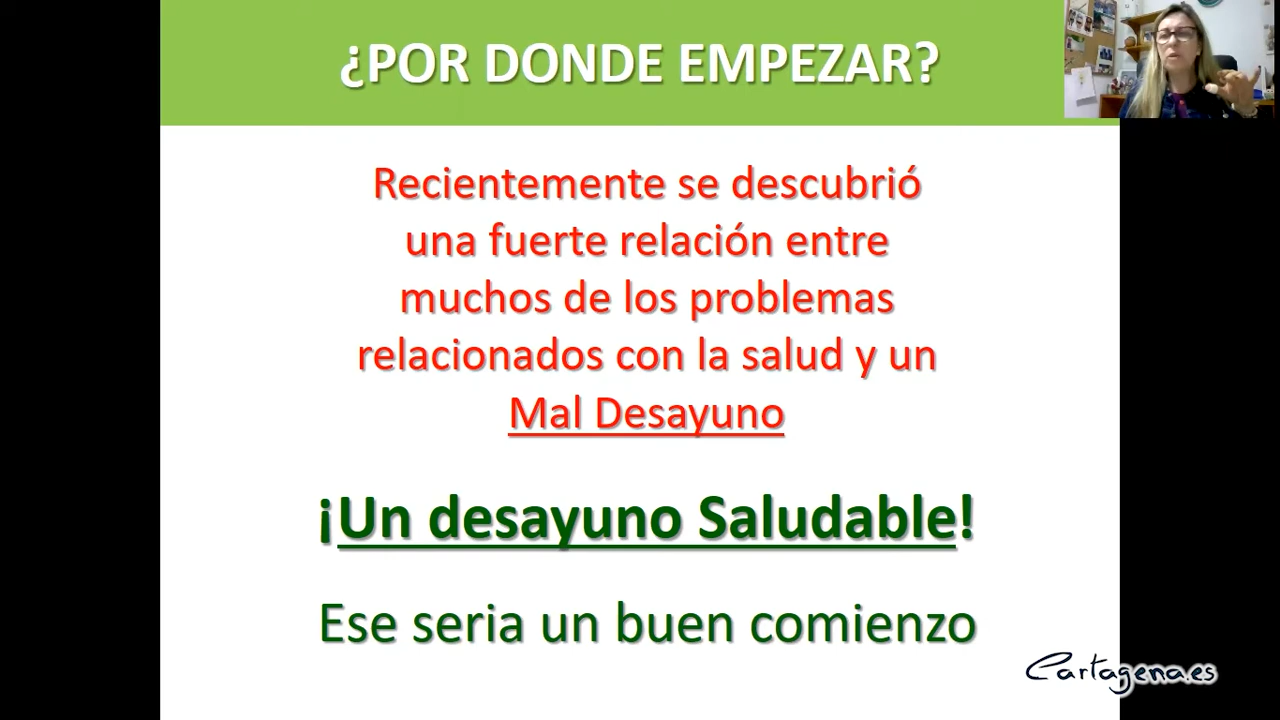 ¿POR DONDE EMPEZAR?
Recientemente se descubrió
una fuerte relación entre
muchos de los problemas
relacionados con la salud y un
Mal Desayuno
¡Un desayuno Saludable!
Ese seria un buen comienzo
Cartagena.es